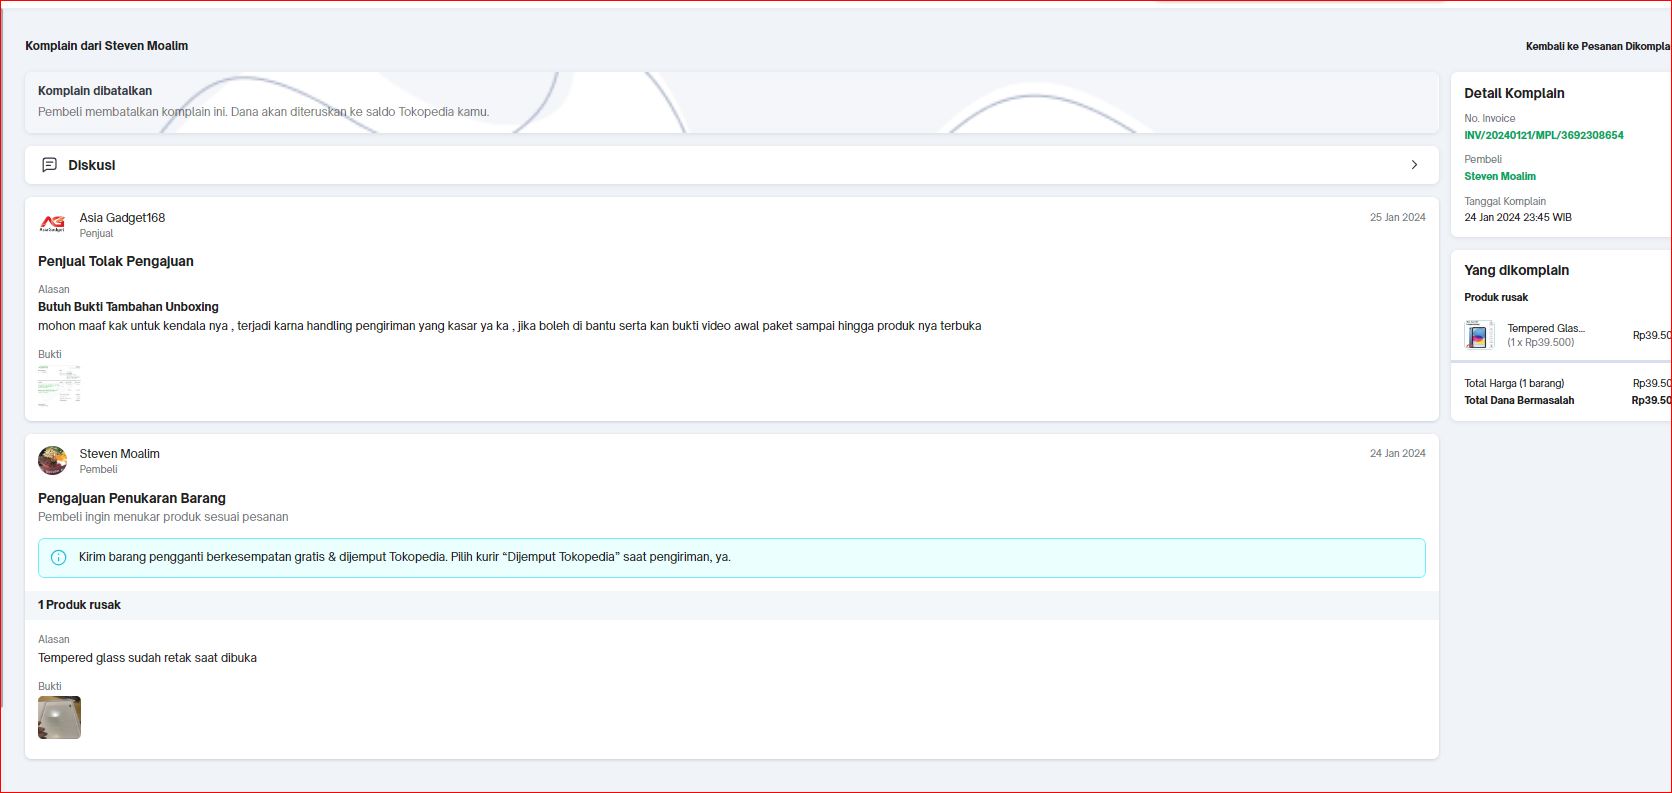 Komplain dari Steven Moalim
Kembali ke Pesanan Dikompla
Komplain dibatalkan
Pembeli membatalkan komplain ini. Dana akan diteruskan ke saldo Tokopedia kamu.
Diskusi
Asia Gadget168
Penjual
25 Jan 2024
Penjual Tolak Pengajuan
Alasan
Butuh Bukti Tambahan Unboxing
mohon maaf kak untuk kendala nya , terjadi karna handling pengiriman yang kasar ya ka , jika boleh di bantu serta kan bukti video awal paket sampai hingga produk nya terbuka
Bukti
Steven Moalim
Pembeli
24 Jan 2024
Pengajuan Penukaran Barang
Pembeli ingin menukar produk sesuai pesanan
Kirim barang pengganti berkesempatan gratis & dijemput Tokopedia. Pilih kurir “Dijemput Tokopedia” saat pengiriman, ya.
1 Produk rusak
Alasan
Tempered glass sudah retak saat dibuka
Bukti
Detail Komplain
No. Invoice
INV/20240121/MPL/3692308654
Pembeli
Steven Moalim
Tanggal Komplain
24 Jan 2024 23:45 WIB
Yang dikomplain
Produk rusak
Tempered Glas...
(1 x Rp39.500)
Rp39.50
Total Harga (1 barang)
Rp39.50
Total Dana Bermasalah
Rp39.50